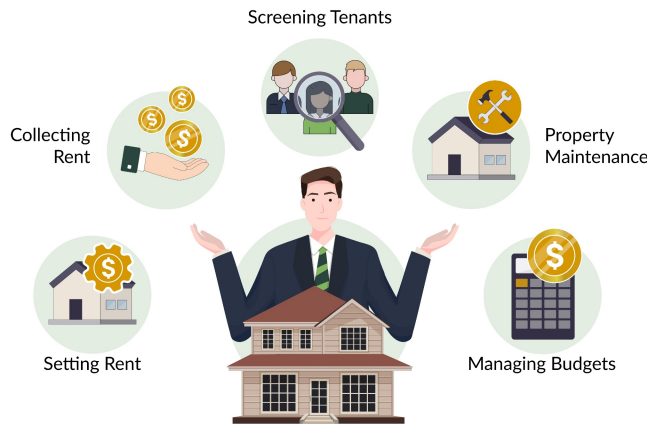 Screening Tenants
Collecting
Rent
Property
Maintenance
Setting Rent
Managing Budgets